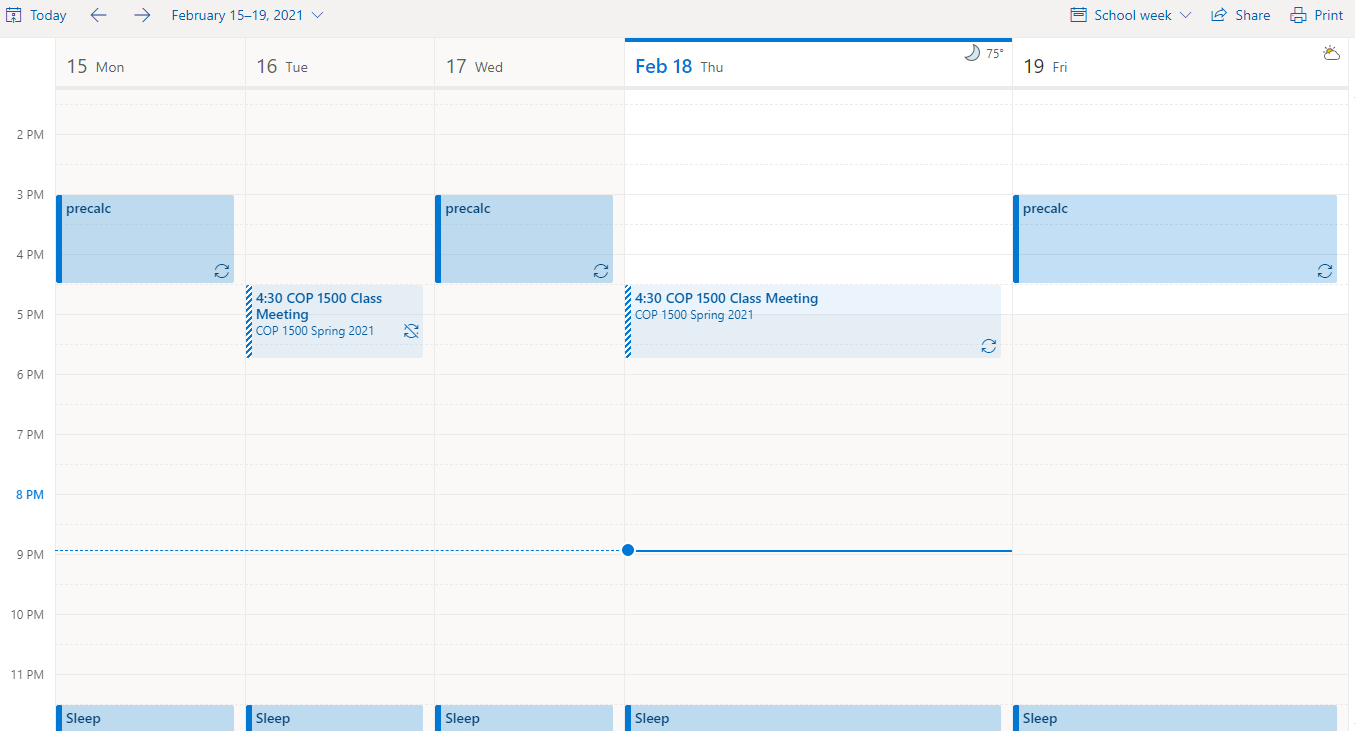 Today February 15–19, 2021 School week Share Print
15 Mon 16 Tue 17 Wed Feb 18 Thu 75° 19 Fri
2 PM
3 PM
precalc precalc precalc
4 PM
4:30 COP 1500 Class
Meeting
COP 1500 Spring 2021
4:30 COP 1500 Class Meeting
COP 1500 Spring 2021
5 PM
6 PM
7 PM
8 PM
9 PM
10 PM
11 PM
Sleep Sleep Sleep Sleep Sleep